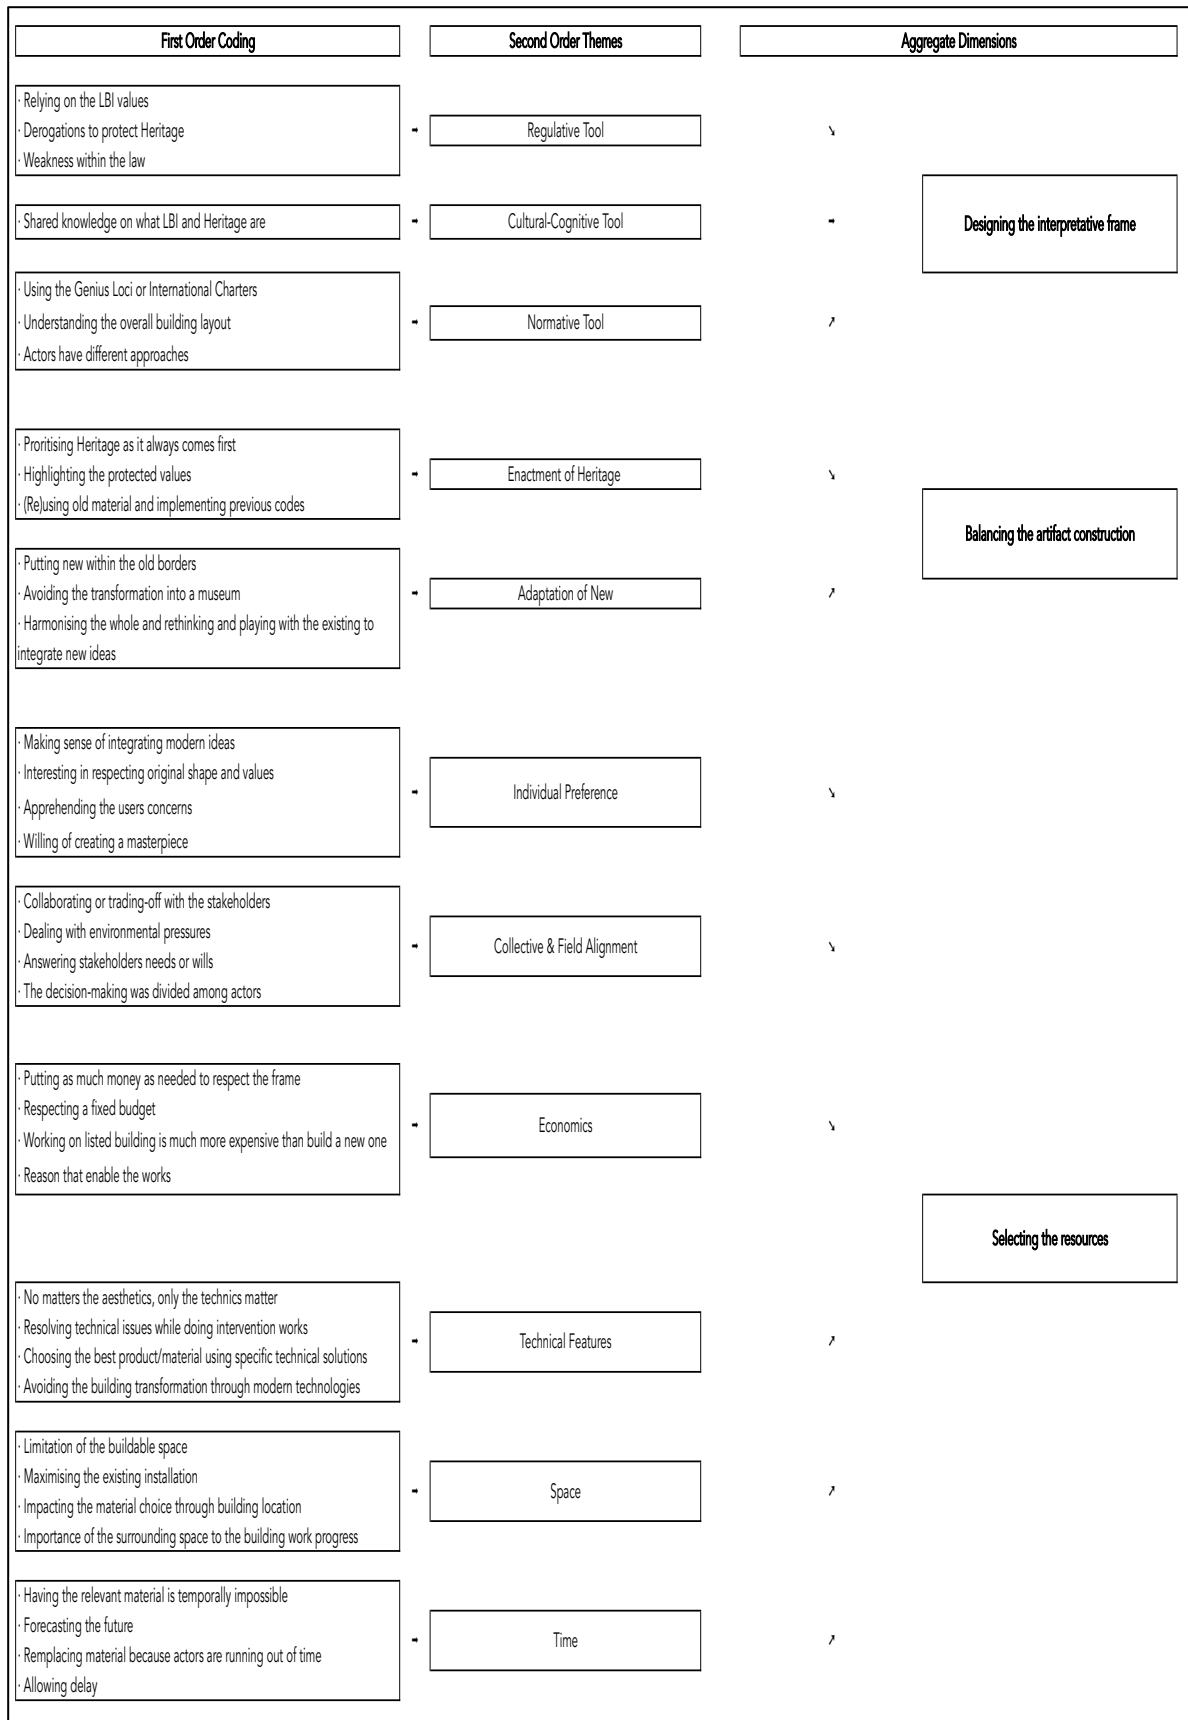 First Order Coding
Second Order Themes
Aggregate Dimensions
· Relying on the LBI values
· Derogations to protect Heritage
· Weakness within the law
➡
Regulative Tool
➘
· Shared knowledge on what LBI and Heritage are
➡
Cultural-Cognitive Tool
➡
Designing the interpretative frame
· Using the Genius Loci or International Charters
· Understanding the overall building layout
· Actors have different approaches
➡
Normative Tool
➚
· Proritising Heritage as it always comes first
· Highlighting the protected values
· (Re)using old material and implementing previous codes
➡
Enactment of Heritage
➘
Balancing the artifact construction
· Putting new within the old borders
· Avoiding the transformation into a museum
· Harmonising the whole and rethinking and playing with the existing to
integrate new ideas
➡
Adaptation of New
➚
· Making sense of integrating modern ideas
· Interesting in respecting original shape and values
· Apprehending the users concerns
· Willing of creating a masterpiece
➡
Individual Preference
➘
· Collaborating or trading-off with the stakeholders
· Dealing with environmental pressures
· Answering stakeholders needs or wills
· The decision-making was divided among actors
➡
Collective & Field Alignment
➘
· Putting as much money as needed to respect the frame
· Respecting a fixed budget
· Working on listed building is much more expensive than build a new one
· Reason that enable the works
➡
Economics
➘
Selecting the resources
· No matters the aesthetics, only the technics matter
· Resolving technical issues while doing intervention works
· Choosing the best product/material using specific technical solutions
· Avoiding the building transformation through modern technologies
➡
Technical Features
➚
· Limitation of the buildable space
· Maximising the existing installation
· Impacting the material choice through building location
· Importance of the surrounding space to the building work progress
➡
Space
➚
· Having the relevant material is temporally impossible
· Forecasting the future
· Remplacing material because actors are running out of time
· Allowing delay
➡
Time
➚